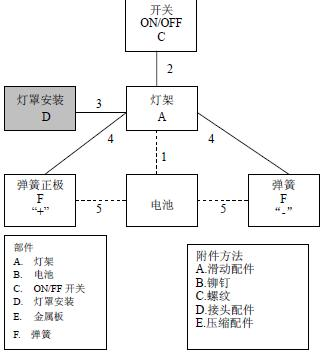 开关
ON/OFF
C
2
灯罩安装
D
3
灯架
A
4
4
1
弹簧正极
F
“+”
5
电池
5
弹簧
F
“-”
部件
A. 灯架
B. 电池
C. ON/FF 开关
D. 灯罩安装
E. 金属板
F. 弹簧
附件方法
A.滑动配件
B.铆钉
C.螺纹
D.接头配件
E.压缩配件